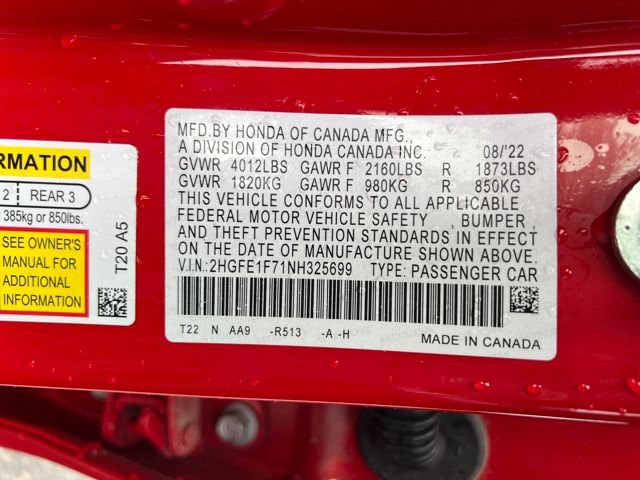 RMATION
2 REAR 3
385kg or 850lbs.
SEE OWNER'S
MANUAL FOR
ADDITIONAL
INFORMATION
T20 A5
MFD.BY HONDA OF CANADA MFG.,
A DIVISION OF HONDA CANADA INC. 08/'22
GVWR 4012LBS GAWR F 2160LBS R 1873LBS
GVWR 1820KG GAWR F 980KG R 850KG
THIS VEHICLE CONFORMS TO ALL APPLICABLE
FEDERAL MOTOR VEHICLE SAFETY , BUMPER ,
AND THEFT PREVENTION STANDARDS IN EFFECT
ON THE DATE OF MANUFACTURE SHOWN ABOVE.
V.I.N.:2HGFE1F71NH325699 TYPE: PASSENGER CAR
T22 N AA9 -R513 -A -H
MADE IN CANADA